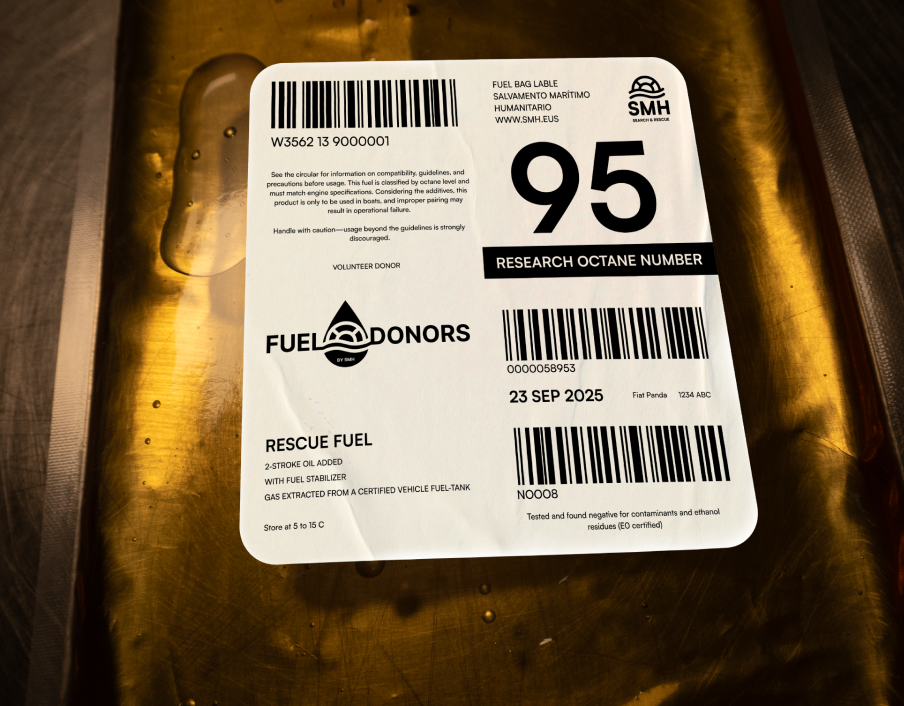 W3562 13 9000001
See the circular for information on compatibility, guidelines, and
precautions before usage. This fuel is classified by octane level and
must match engine specifications. Considering the additives, this
product is only to be used in boats, and improper pairing may
result in operational failure.
Handle with caution—usage beyond the guidelines is strongly
discouraged.
VOLUNTEER DONOR
FUEL DONORS
BY SMH
RESCUE FUEL
2-STROKE OIL ADDED
WITH FUEL STABILIZER
GAS EXTRACTED FROM A CERTIFIED VEHICLE FUEL-TANK
Store at 5 to 15 C
FUEL BAG LABLE
SALVAMENTO MARÍTIMO
HUMANITARIO
WWW.SMH.EUS
SMH
SEARCH & RESCUE
95
RESEARCH OCTANE NUMBER
0000058953
23 SEP 2025 Fiat Panda 1234 ABC
N0008
Tested and found negative for contaminants and ethanol
residues (E0 certified)